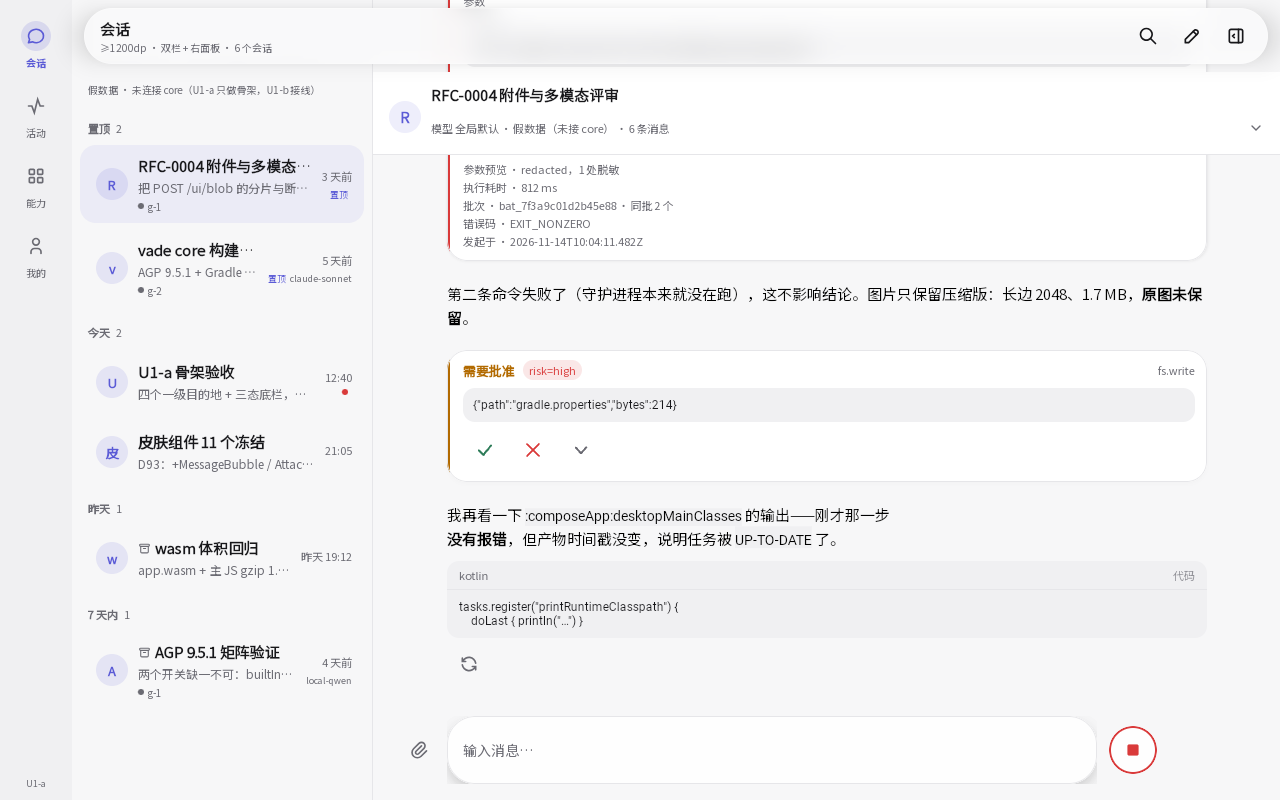 参数
会话
≥1200dp · 双栏 + 右面板 · 6 个会话
会话
活动
能力
我的
U1-a
假数据 · 未连接 core（U1-a 只做骨架，U1-b 接线）
置顶 2
R
RFC-0004 附件与多模态…
3 天前
把 POST /ui/blob 的分片与断…
置顶
g-1
v
vade core 构建…
5 天前
AGP 9.5.1 + Gradle …
置顶 claude-sonnet
g-2
今天 2
U
U1-a 骨架验收
12:40
四个一级目的地 + 三态底栏，…
皮
皮肤组件 11 个冻结
21:05
D93：+MessageBubble / Attac…
昨天 1
w
wasm 体积回归
昨天 19:12
app.wasm + 主 JS gzip 1.…
7 天内 1
A
AGP 9.5.1 矩阵验证
4 天前
两个开关缺一不可：builtIn…
local-qwen
g-1
R
RFC-0004 附件与多模态评审
模型 全局默认 · 假数据（未接 core） · 6 条消息
参数预览 · redacted，1 处脱敏
执行耗时 · 812 ms
批次 · bat_7f3a9c01d2b45e88 · 同批 2 个
错误码 · EXIT_NONZERO
发起于 · 2026-11-14T10:04:11.482Z
第二条命令失败了（守护进程本来就没在跑），这不影响结论。图片只保留压缩版：长边 2048、1.7 MB，原图未保
留。
需要批准 risk=high
fs.write
{"path":"gradle.properties","bytes":214}
我再看一下 :composeApp:desktopMainClasses 的输出——刚才那一步
没有报错，但产物时间戳没变，说明任务被 UP-TO-DATE 了。
kotlin
代码
tasks.register("printRuntimeClasspath") {
doLast { println("…") }
输入消息…